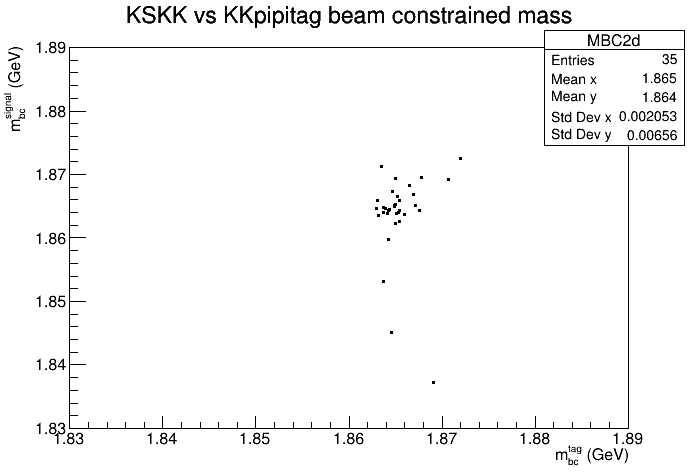 KSKK vs KKpipitag beam constrained mass
MBC2d
Entries 35
Mean x 1.865
Mean y 1.864
Std Dev x 0.002053
Std Dev y 0.00656
m_bc^signal (GeV)
1.89
1.88
1.87
1.86
1.85
1.84
1.83
1.83 1.84 1.85 1.86 1.87 1.88 1.89
m_bc^tag (GeV)